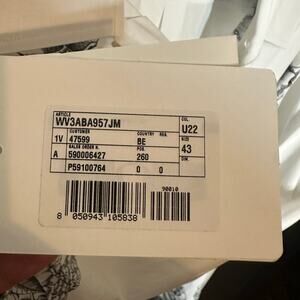 ARTICLE COL.
WV3ABA957JM U22
CUSTOMER COUNTRY REG. SIZE
1V 47599 BE 43
SALES ORDER N. POS. DIM.
A 590006427 260
P59100764 0 0
90010
8 050943 105838